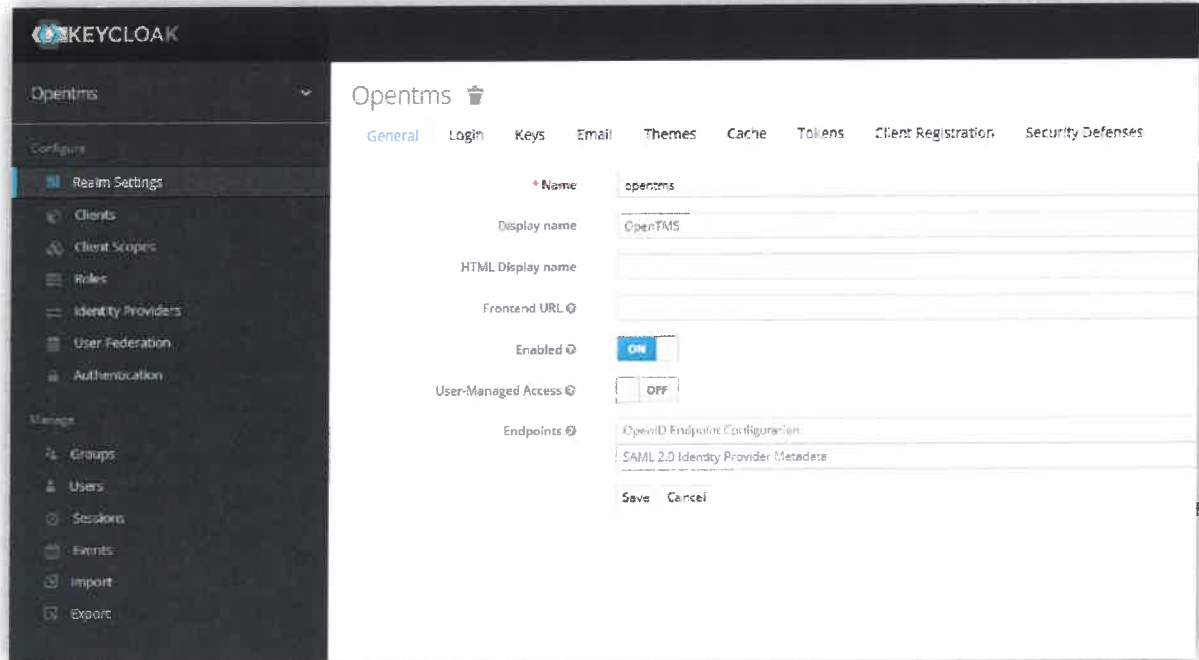 KEYCLOAK
Opentms
Configure
Realm Settings
Clients
Client Scopes
Roles
Identity Providers
User Federation
Authentication
Manage
Groups
Users
Sessions
Events
Import
Export
Opentms
General Login Keys Email Themes Cache Tokens Client Registration Security Defenses
* Name opentms
Display name OpenTMS
HTML Display name
Frontend URL
Enabled ON
User-Managed Access OFF
Endpoints OpenID Endpoint Configuration
SAML 2.0 Identity Provider Metadata
Save Cancel